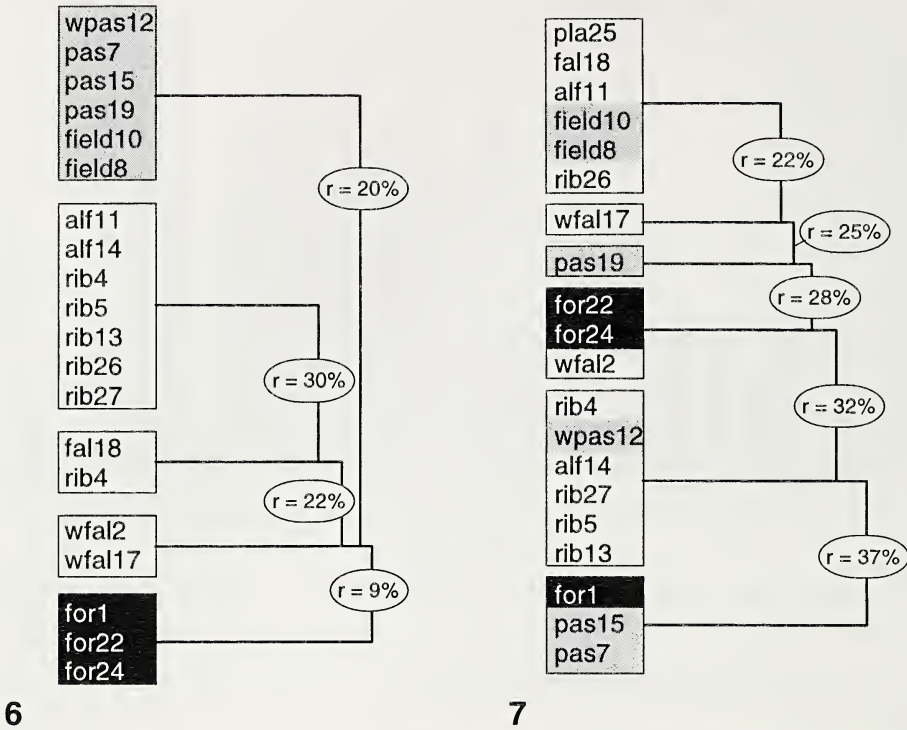 wpas12
pas7
pas15
pas19
field10
field8
r = 20%
alf11
alf14
rib4
rib5
rib13
rib26
rib27
r = 30%
fal18
rib4
r = 22%
wfal2
wfal17
r = 9%
for1
for22
for24
6
pla25
fal18
alf11
field10
field8
rib26
r = 22%
wfal17
r = 25%
pas19
r = 28%
for22
for24
wfal2
r = 32%
rib4
wpas12
alf14
rib27
rib5
rib13
r = 37%
for1
pas15
pas7
7